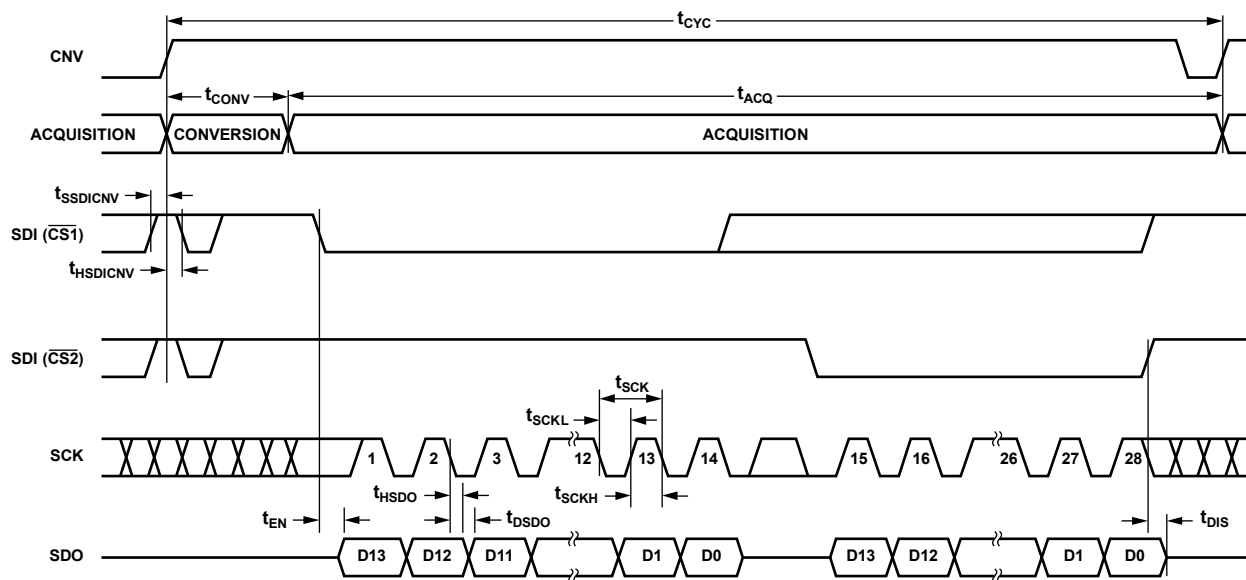 tCYC
CNV
tCONV
tACQ
ACQUISITION
CONVERSION
ACQUISITION
tSSDICNV
SDI (CS1)
tHSDICNV
SDI (CS2)
tSCK
tSCKL
SCK
1 2 3 12 13 14 15 16 26 27 28
tHSDO
tSCKH
tEN
tDSDO
tDIS
SDO
D13 D12 D11 D1 D0 D13 D12 D1 D0